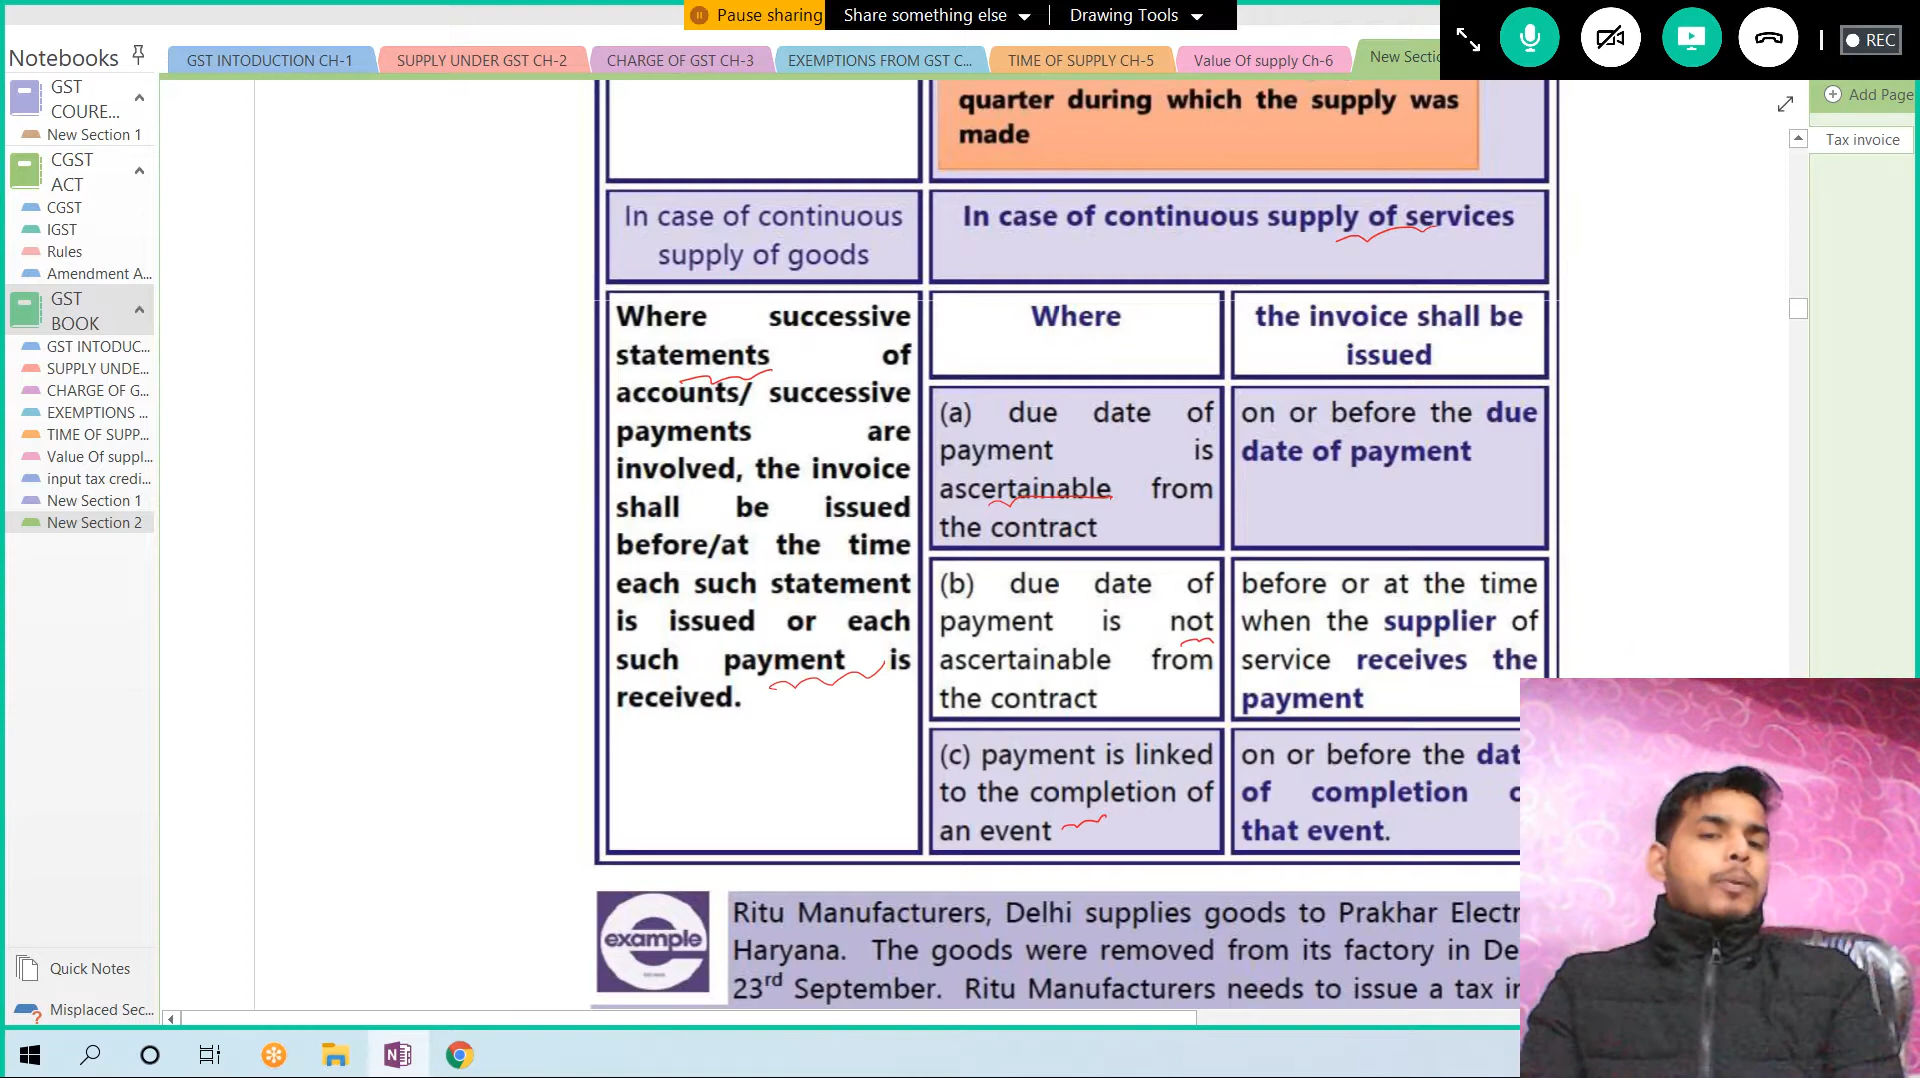 Pause sharing
Share something else
Drawing Tools
REC
Notebooks
GST INTODUCTION CH-1
SUPPLY UNDER GST CH-2
CHARGE OF GST CH-3
EXEMPTIONS FROM GST C...
TIME OF SUPPLY CH-5
Value Of supply Ch-6
New Sectio
GST
COURE...
New Section 1
CGST
ACT
CGST
IGST
Rules
Amendment A...
GST
BOOK
GST INTODUC...
SUPPLY UNDE...
CHARGE OF G...
EXEMPTIONS ...
TIME OF SUPP...
Value Of suppl...
input tax credi...
New Section 1
New Section 2
Quick Notes
Misplaced Sec...
Add Page
Tax invoice
quarter during which the supply was
made
In case of continuous
supply of goods
In case of continuous supply of services
Where successive
statements of
accounts/ successive
payments are
involved, the invoice
shall be issued
before/at the time
each such statement
is issued or each
such payment is
received.
Where
the invoice shall be
issued
(a) due date of
payment is
ascertainable from
the contract
on or before the due
date of payment
(b) due date of
payment is not
ascertainable from
the contract
before or at the time
when the supplier of
service receives the
payment
(c) payment is linked
to the completion of
an event
on or before the dat
of completion
that event.
example
Ritu Manufacturers, Delhi supplies goods to Prakhar Electr
Haryana. The goods were removed from its factory in De
23rd September. Ritu Manufacturers needs to issue a tax in